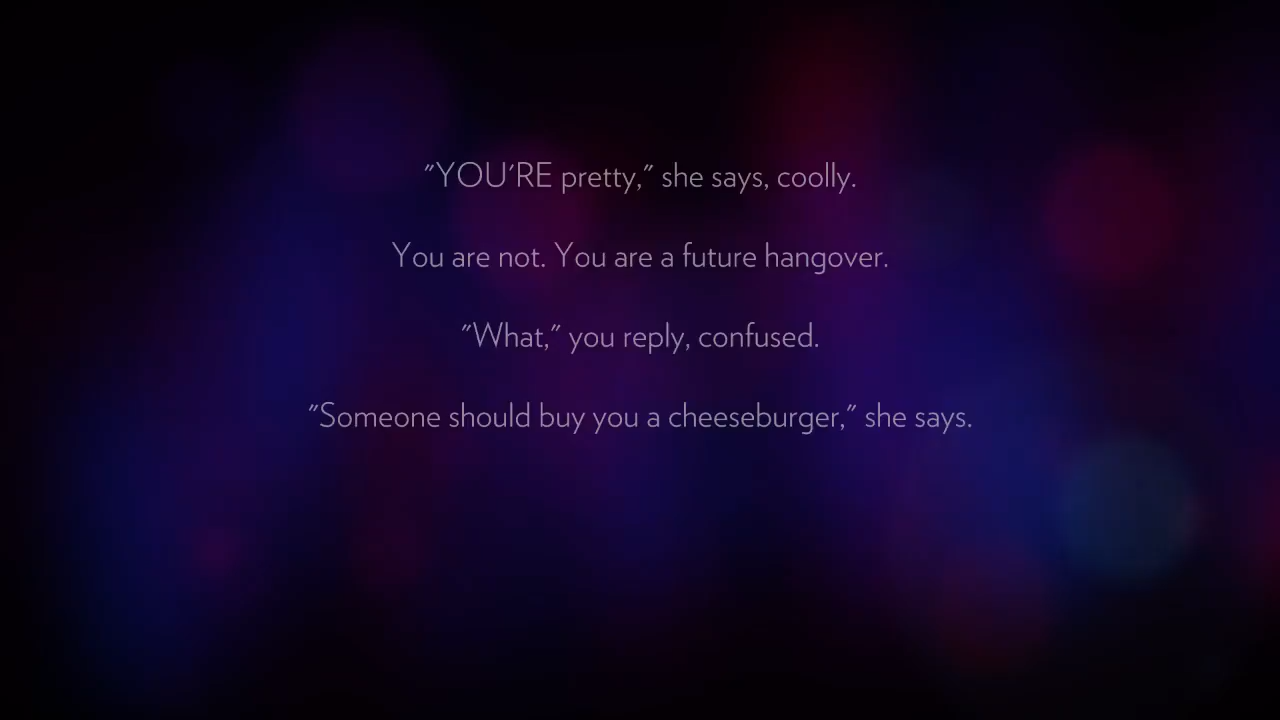 "YOU'RE pretty," she says, coolly.
You are not. You are a future hangover.
"What," you reply, confused.
"Someone should buy you a cheeseburger," she says.